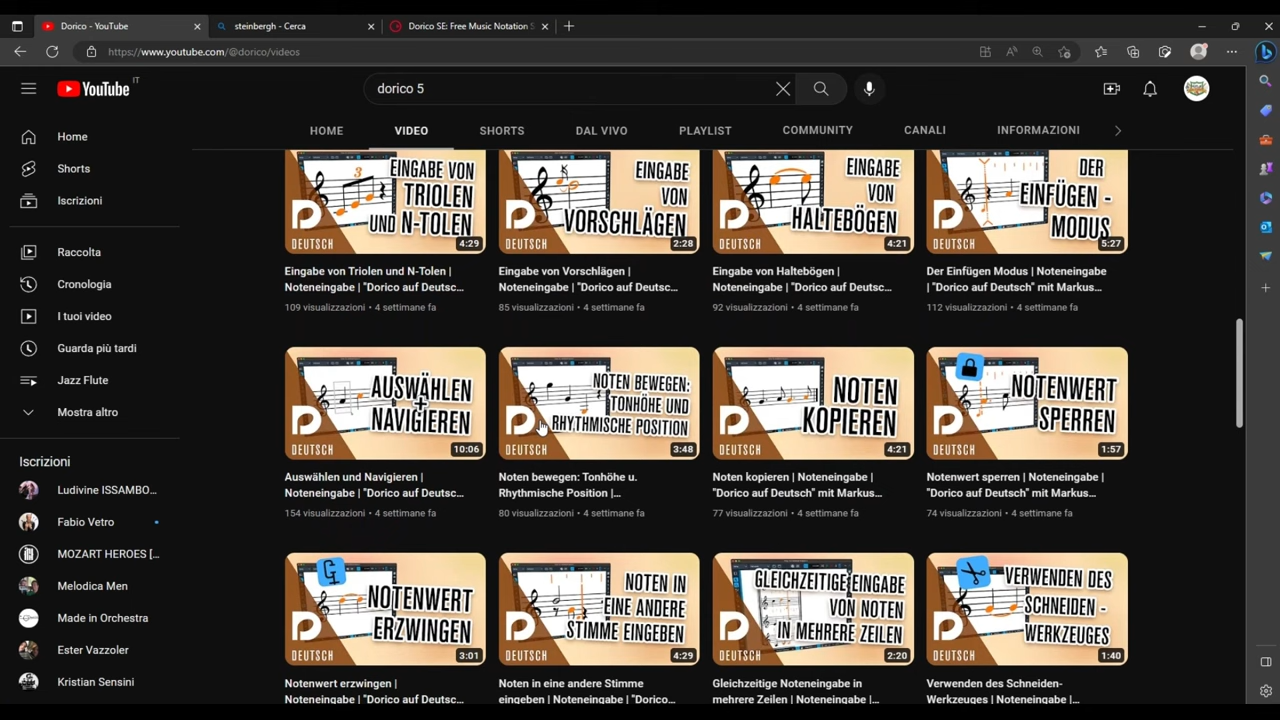 Dorico - YouTube
steinbergh - Cerca
Dorico SE: Free Music Notation S
https://www.youtube.com/@dorico/videos
YouTube IT
dorico 5
HOME VIDEO SHORTS DAL VIVO PLAYLIST COMMUNITY CANALI INFORMAZIONI
Home
Shorts
Iscrizioni
Raccolta
Cronologia
I tuoi video
Guarda più tardi
Jazz Flute
Mostra altro
Iscrizioni
Ludivine ISSAMBO...
Fabio Vetro
MOZART HEROES [...
Melodica Men
Made in Orchestra
Ester Vazzoler
Kristian Sensini
EINGABE VON
TRIOLEN
UND N-TOLEN
DEUTSCH
4:29
Eingabe von Triolen und N-Tolen |
Noteneingabe | "Dorico auf Deutsc...
109 visualizzazioni • 4 settimane fa
EINGABE
VON
VORSCHLÄGEN
DEUTSCH
2:28
Eingabe von Vorschlägen |
Noteneingabe | "Dorico auf Deutsc...
85 visualizzazioni • 4 settimane fa
EINGABE
VON
HALTEBÖGEN
DEUTSCH
4:21
Eingabe von Haltebögen |
Noteneingabe | "Dorico auf Deutsc...
92 visualizzazioni • 4 settimane fa
DER
EINFÜGEN -
MODUS
DEUTSCH
5:27
Der Einfügen Modus | Noteneingabe
| "Dorico auf Deutsch" mit Markus...
112 visualizzazioni • 4 settimane fa
AUSWÄHLEN
+
NAVIGIEREN
DEUTSCH
10:06
Auswählen und Navigieren |
Noteneingabe | "Dorico auf Deutsc...
154 visualizzazioni • 4 settimane fa
NOTEN BEWEGEN:
TONHÖHE UND
RHYTHMISCHE POSITION
DEUTSCH
3:48
Noten bewegen: Tonhöhe u.
Rhythmische Position |...
80 visualizzazioni • 4 settimane fa
NOTEN
KOPIEREN
DEUTSCH
4:21
Noten kopieren | Noteneingabe |
"Dorico auf Deutsch" mit Markus...
77 visualizzazioni • 4 settimane fa
NOTENWERT
SPERREN
DEUTSCH
1:57
Notenwert sperren | Noteneingabe |
"Dorico auf Deutsch" mit Markus...
74 visualizzazioni • 4 settimane fa
NOTENWERT
ERZWINGEN
DEUTSCH
3:01
Notenwert erzwingen |
Noteneingabe | "Dorico auf Deutsc...
NOTEN IN
EINE ANDERE
STIMME EINGEBEN
DEUTSCH
4:29
Noten in eine andere Stimme
eingeben | Noteneingabe | "Dorico...
GLEICHZEITIGE EINGABE
VON NOTEN
IN MEHRERE ZEILEN
DEUTSCH
2:20
Gleichzeitige Noteneingabe in
mehrere Zeilen | Noteneingabe |...
VERWENDEN DES
SCHNEIDEN -
WERKZEUGES
DEUTSCH
1:40
Verwenden des Schneiden-
Werkzeuges | Noteneingabe |...